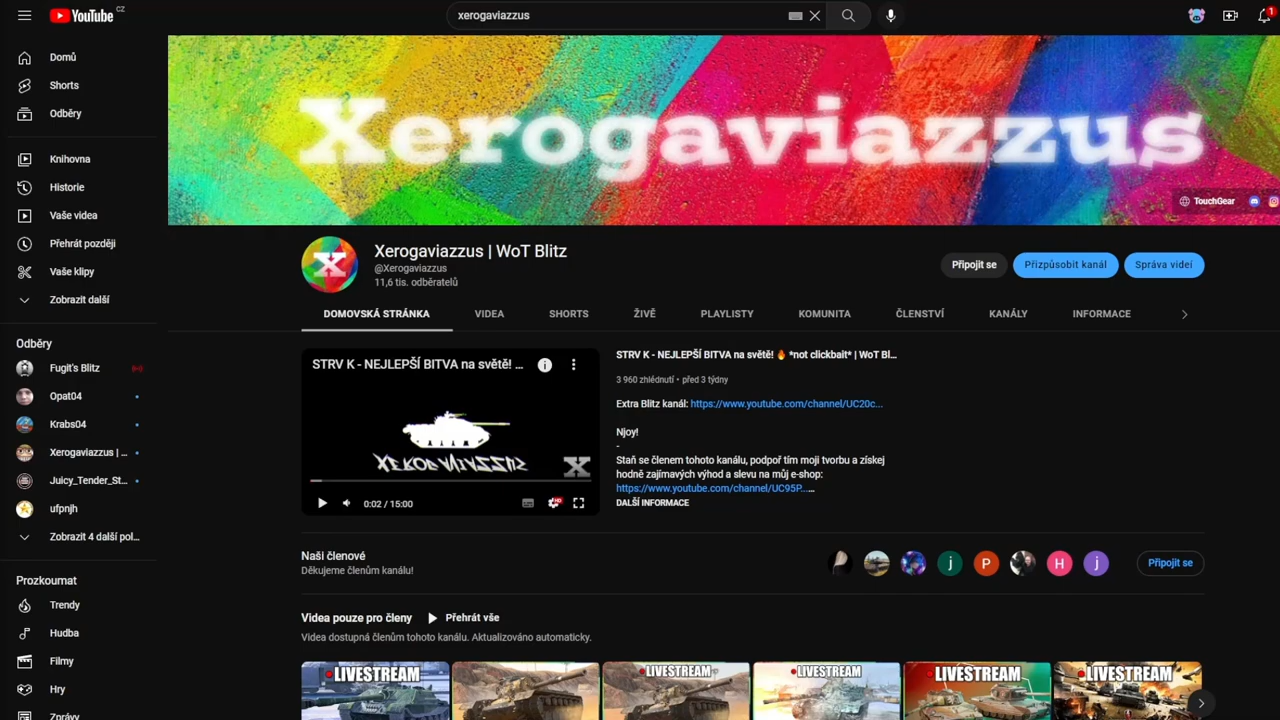 YouTube CZ
xerogaviazzus
1
Domů
Shorts
Odběry
Knihovna
Historie
Vaše videa
Přehrát později
Vaše klipy
Zobrazit další
Odběry
Fugit's Blitz
Opat04
Krabs04
Xerogaviazzus | ...
Juicy_Tender_St...
ufpnjh
Zobrazit 4 další pol...
Prozkoumat
Trendy
Hudba
Filmy
Hry
Zprávy
Xerogaviazzus
TouchGear
X
Xerogaviazzus | WoT Blitz
@Xerogaviazzus
11,6 tis. odběratelů
Připojit se
Přizpůsobit kanál
Správa videí
DOMOVSKÁ STRÁNKA
VIDEA
SHORTS
ŽIVĚ
PLAYLISTY
KOMUNITA
ČLENSTVÍ
KANÁLY
INFORMACE
STRV K - NEJLEPŠÍ BITVA na světě! ...
XEROGAVIAZZUS
X
0:02 / 15:00
HD
STRV K - NEJLEPŠÍ BITVA na světě! 🔥 *not clickbait* | WoT Bl...
3 960 zhlédnutí • před 3 týdny
Extra Blitz kanál: https://www.youtube.com/channel/UC20c...
Njoy!
-
Staň se členem tohoto kanálu, podpoř tím moji tvorbu a získej
hodně zajímavých výhod a slevu na můj e-shop:
https://www.youtube.com/channel/UC95P...…
DALŠÍ INFORMACE
Naši členové
Děkujeme členům kanálu!
j
P
H
j
Připojit se
Videa pouze pro členy
Přehrát vše
Videa dostupná členům tohoto kanálu. Aktualizováno automaticky.
LIVESTREAM
LIVESTREAM
LIVESTREAM
LIVESTREAM
LIVESTREAM